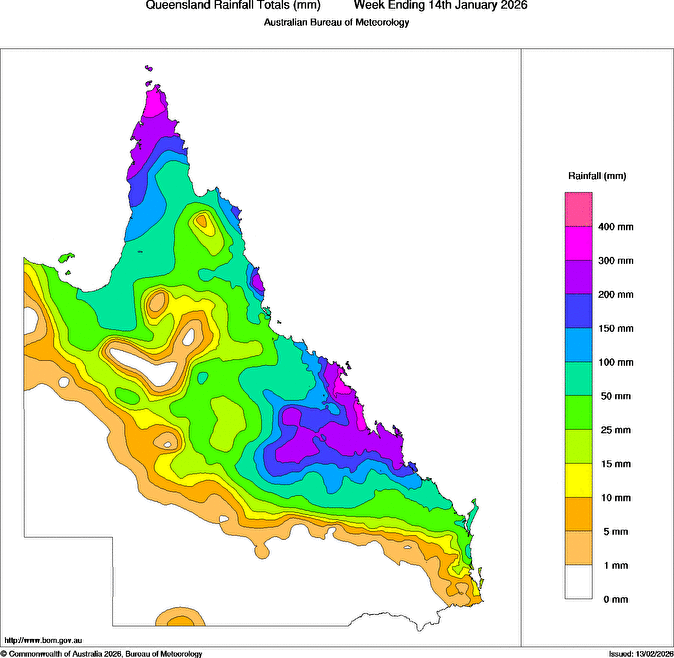 Queensland Rainfall Totals (mm) Week Ending 14th January 2026
Australian Bureau of Meteorology
Rainfall (mm)
400 mm
300 mm
200 mm
150 mm
100 mm
50 mm
25 mm
15 mm
10 mm
5 mm
1 mm
0 mm
http://www.bom.gov.au
© Commonwealth of Australia 2026, Bureau of Meteorology
Issued: 13/02/2026